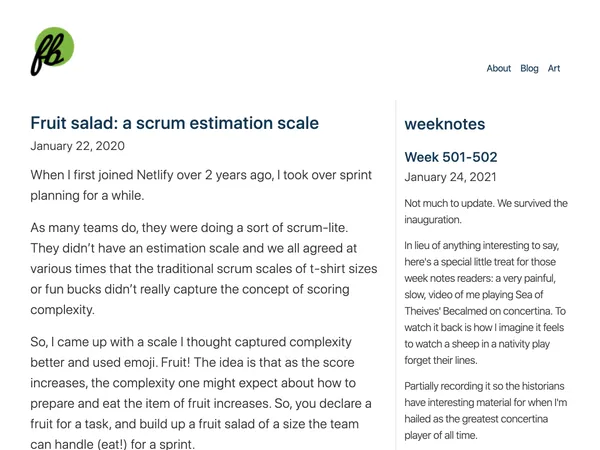 fb
About Blog Art
Fruit salad: a scrum estimation scale
January 22, 2020
When I first joined Netlify over 2 years ago, I took over sprint
planning for a while.
As many teams do, they were doing a sort of scrum-lite.
They didn’t have an estimation scale and we all agreed at
various times that the traditional scrum scales of t-shirt sizes
or fun bucks didn’t really capture the concept of scoring
complexity.
So, I came up with a scale I thought captured complexity
better and used emoji. Fruit! The idea is that as the score
increases, the complexity one might expect about how to
prepare and eat the item of fruit increases. So, you declare a
fruit for a task, and build up a fruit salad of a size the team
can handle (eat!) for a sprint.
weeknotes
Week 501-502
January 24, 2021
Not much to update. We survived the
inauguration.
In lieu of anything interesting to say,
here's a special little treat for those
week notes readers: a very painful,
slow, video of me playing Sea of
Theives' Becalmed on concertina. To
watch it back is how I imagine it feels
to watch a sheep in a nativity play
forget their lines.
Partially recording it so the historians
have interesting material for when I'm
hailed as the greatest concertina
player of all time.